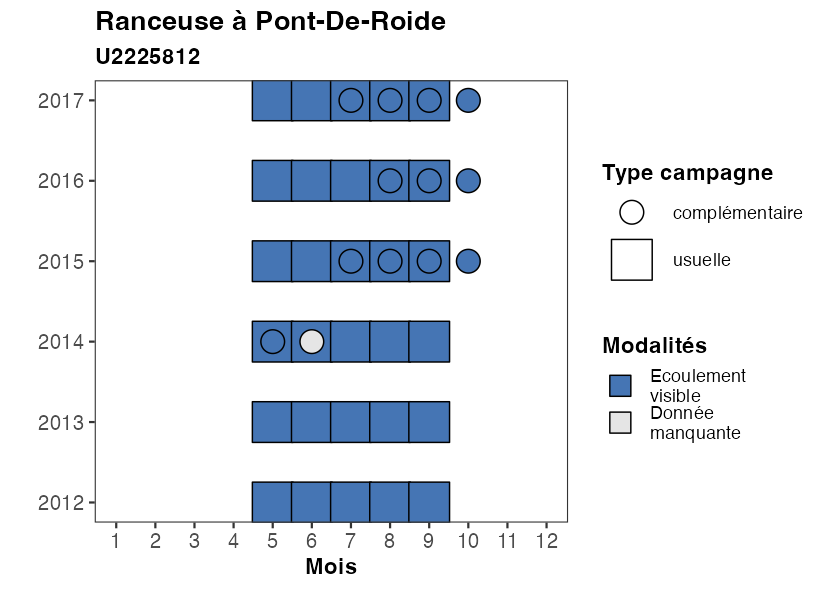 Ranceuse à Pont-De-Roide
U2225812
2017
2016
2015
2014
2013
2012
1 2 3 4 5 6 7 8 9 10 11 12
Mois
Type campagne
complémentaire
usuelle
Modalités
Ecoulement
visible
Donnée
manquante